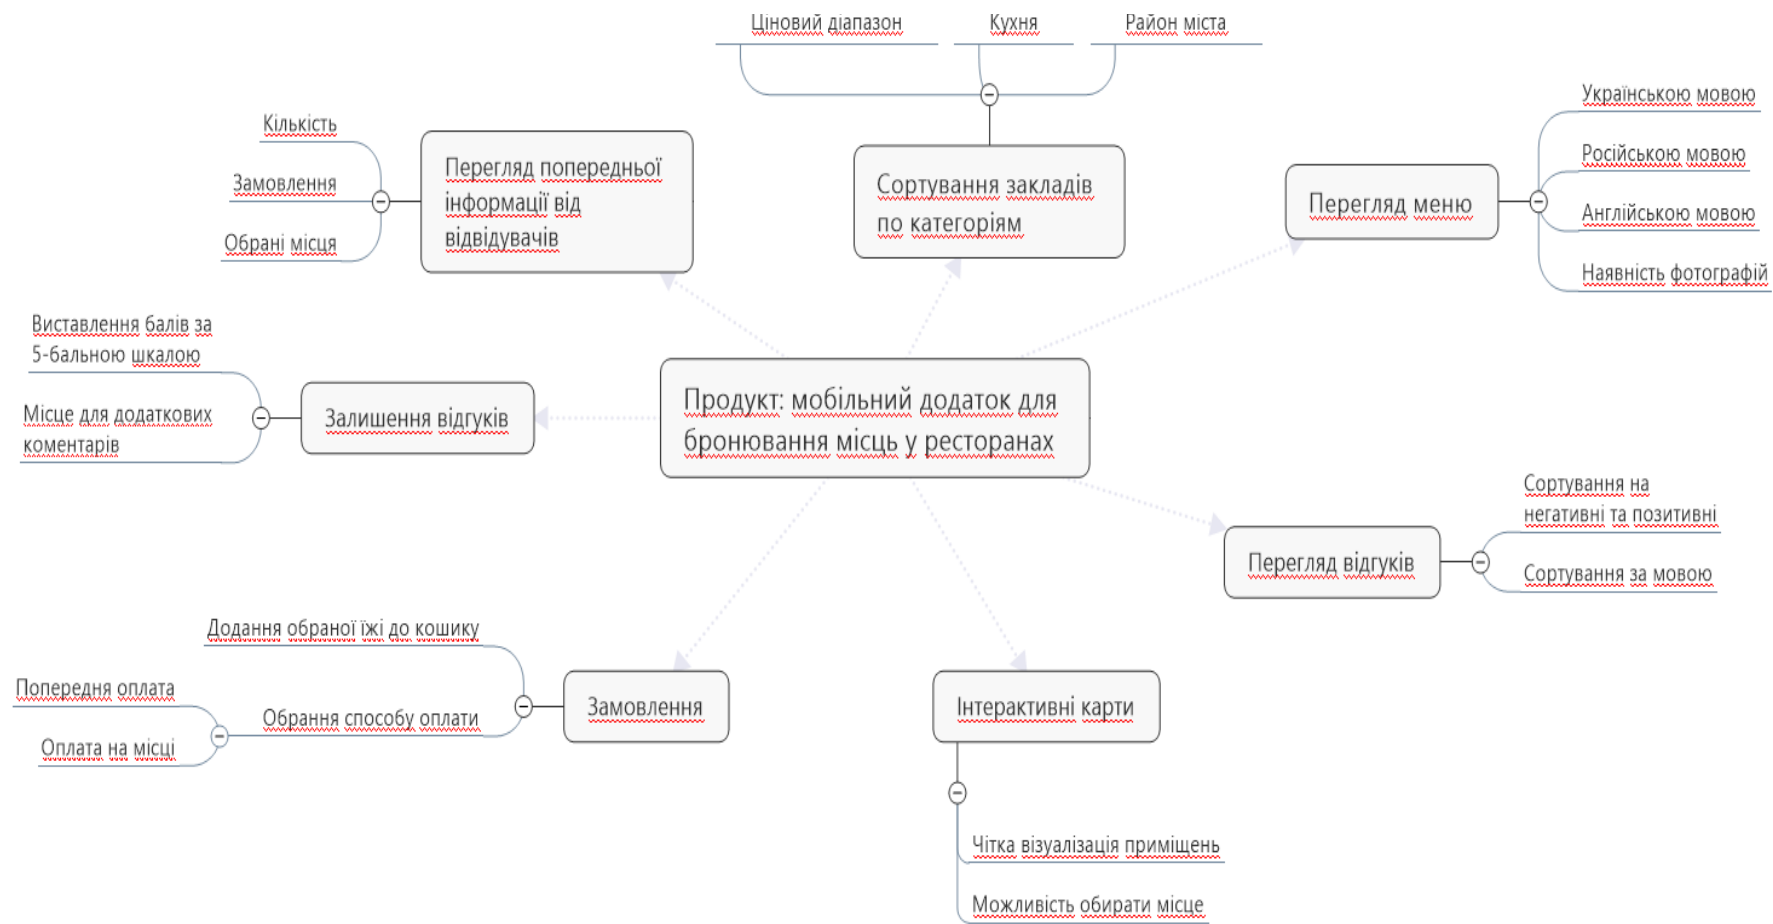 Ціновий діапазон
Кухня
Район міста
Кількість
Замовлення
Обрані місця
Перегляд попередньої
інформації від
відвідувачів
Сортування закладів
по категоріям
Перегляд меню
Українською мовою
Російською мовою
Англійською мовою
Наявність фотографій
Виставлення балів за
5-бальною шкалою
Місце для додаткових
коментарів
Залишення відгуків
Продукт: мобільний додаток для
бронювання місць у ресторанах
Перегляд відгуків
Сортування на
негативні та позитивні
Сортування за мовою
Додання обраної їжі до кошику
Попередня оплата
Обрання способу оплати
Оплата на місці
Замовлення
Інтерактивні карти
Чітка візуалізація приміщень
Можливість обирати місце